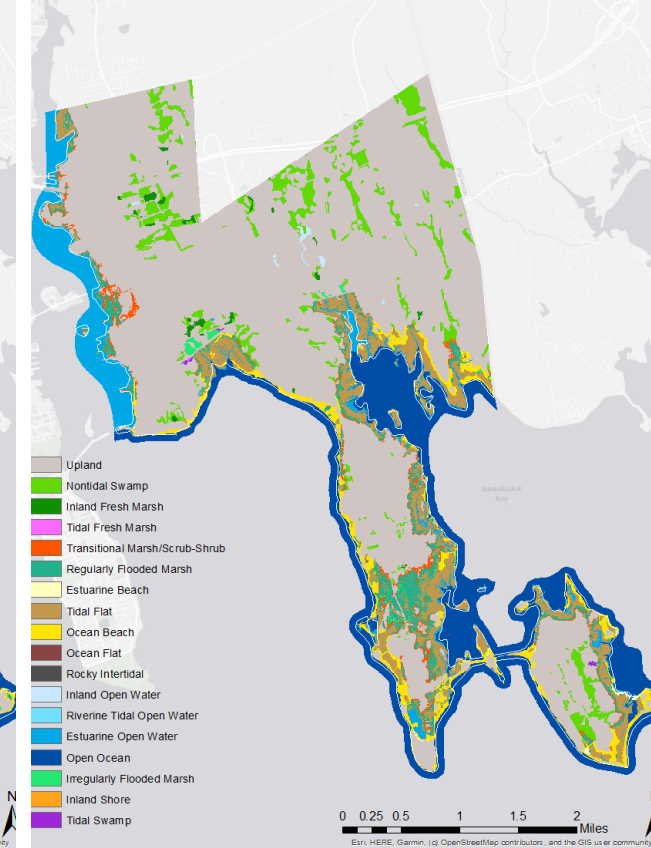 Nasketucket
Bay
Upland
Nontidal Swamp
Inland Fresh Marsh
Tidal Fresh Marsh
Transitional Marsh/Scrub-Shrub
Regularly Flooded Marsh
Estuarine Beach
Tidal Flat
Ocean Beach
Ocean Flat
Rocky Intertidal
Inland Open Water
Riverine Tidal Open Water
Estuarine Open Water
Open Ocean
Irregularly Flooded Marsh
Inland Shore
Tidal Swamp
N
0 0.25 0.5 1 1.5 2
Miles
Esri, HERE, Garmin, (c) OpenStreetMap contributors, and the GIS user community